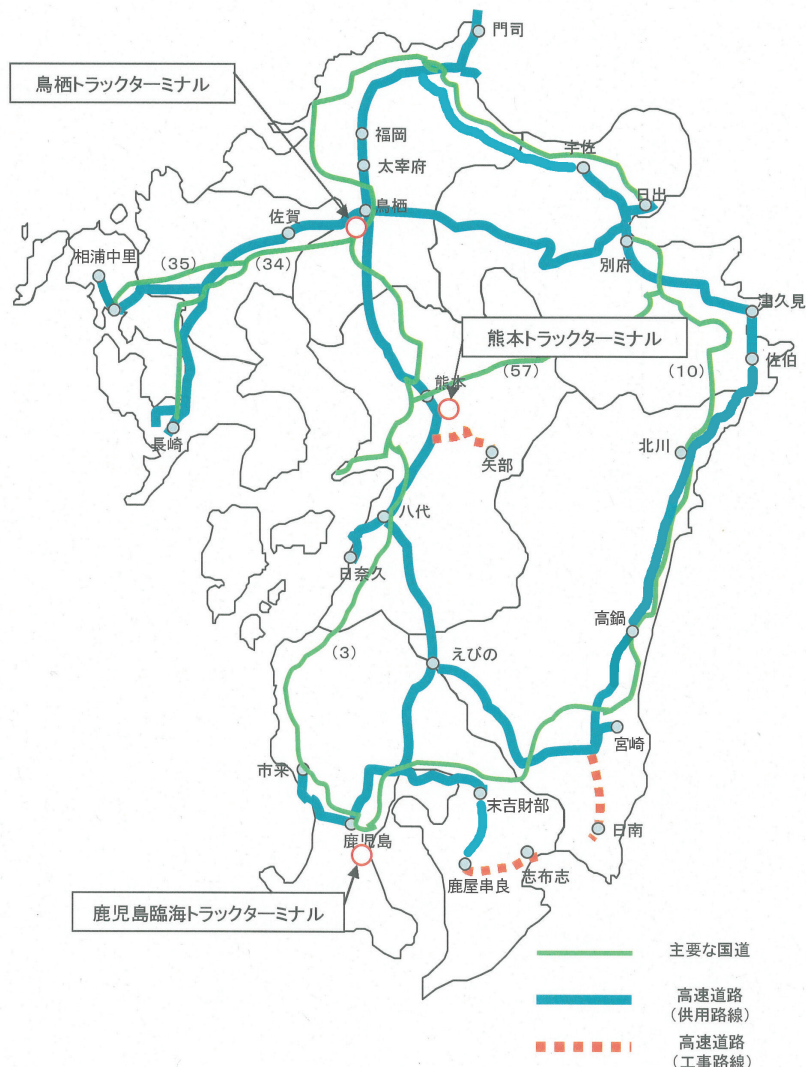 門司
鳥栖トラックターミナル
福岡
太宰府
宇佐
日出
鳥栖
佐賀
別府
相浦中里
(35)
(34)
津久見
熊本トラックターミナル
佐伯
(57)
(10)
熊本
長崎
北川
矢部
八代
日奈久
高鍋
(3)
えびの
宮崎
市来
末吉財部
日南
鹿児島
志布志
鹿屋串良
鹿児島臨海トラックターミナル
主要な国道
高速道路
(供用路線)
高速道路
(工事路線)